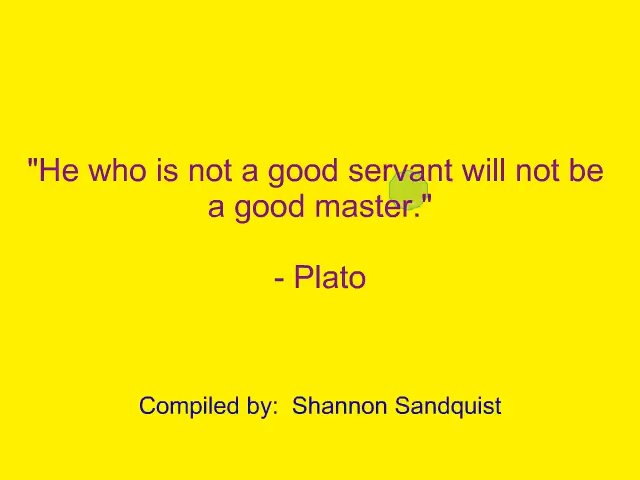 "He who is not a good servant will not be
a good master."
- Plato
Compiled by:  Shannon Sandquist